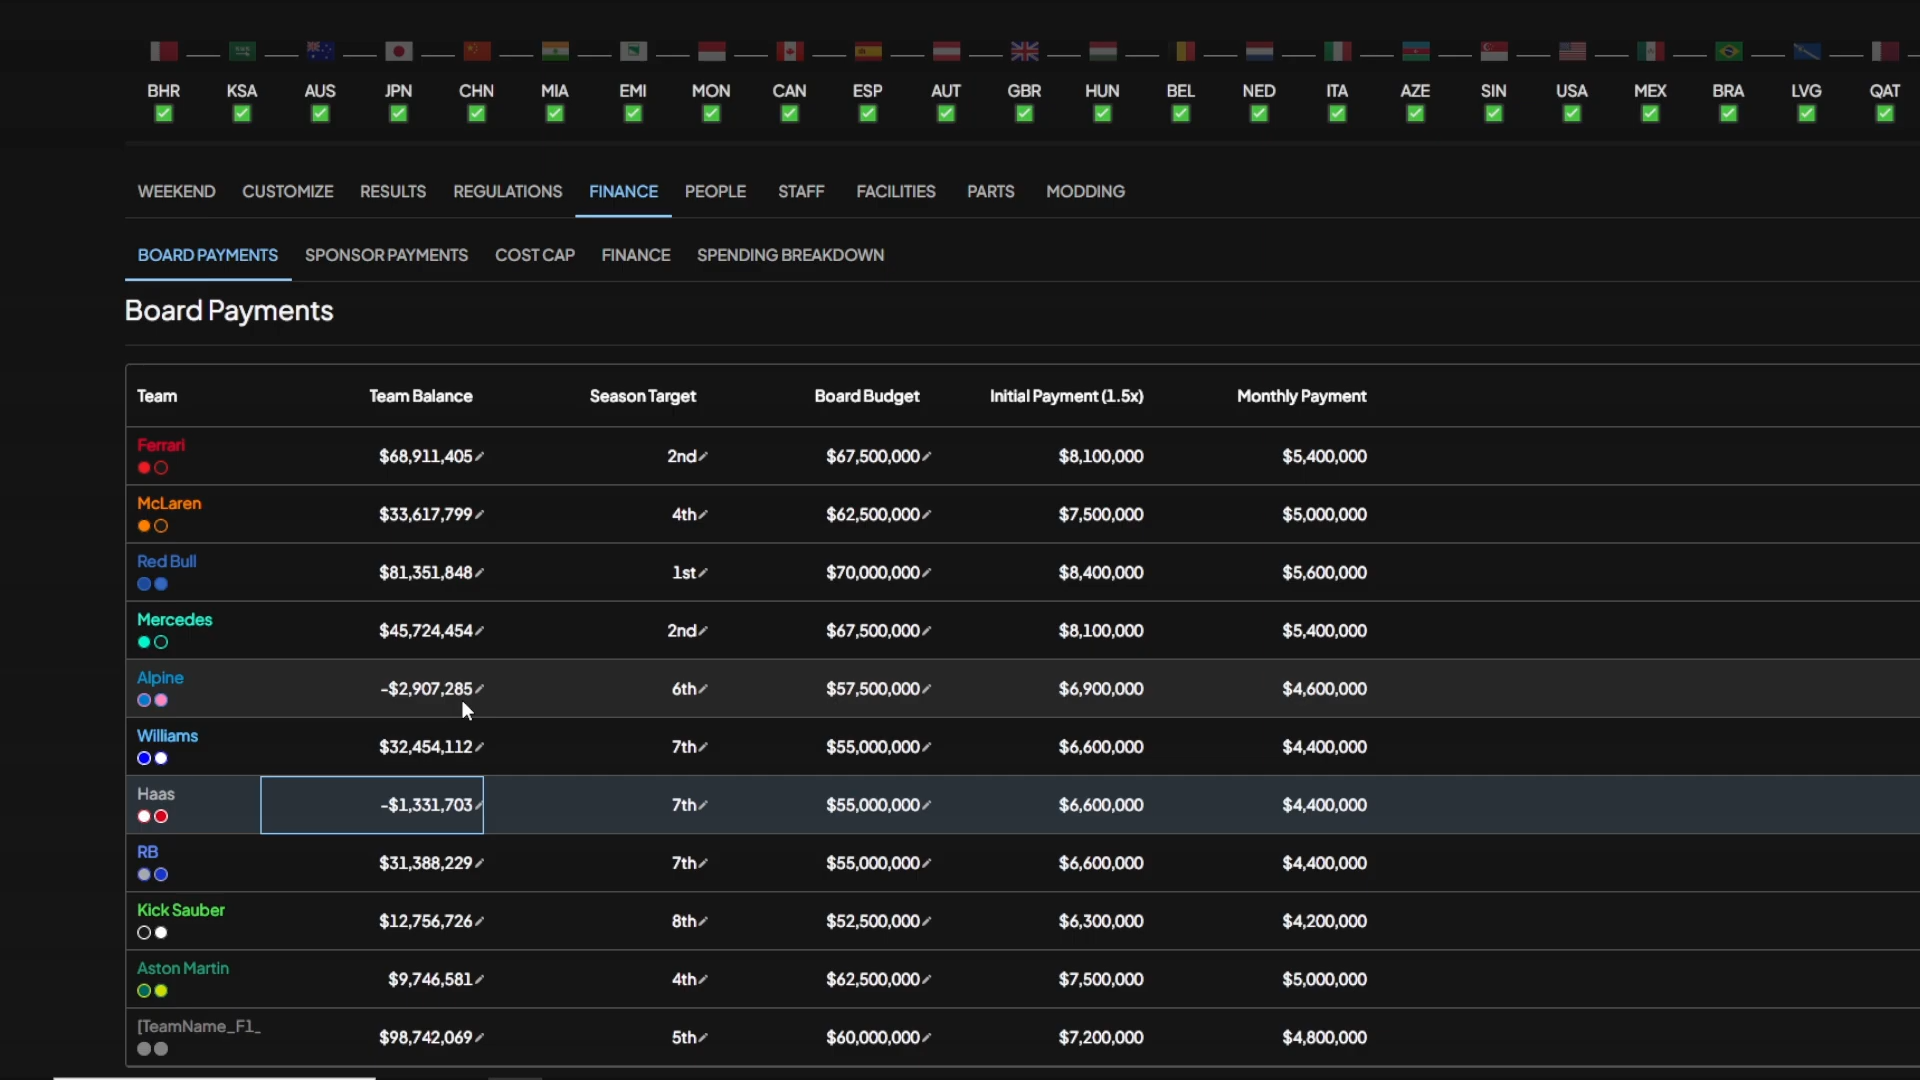 BHR KSA AUS JPN CHN MIA EMI MON CAN ESP AUT GBR HUN BEL NED ITA AZE SIN USA MEX BRA LVG QAT
WEEKEND CUSTOMIZE RESULTS REGULATIONS FINANCE PEOPLE STAFF FACILITIES PARTS MODDING
BOARD PAYMENTS SPONSOR PAYMENTS COST CAP FINANCE SPENDING BREAKDOWN
Board Payments
Team Team Balance Season Target Board Budget Initial Payment (1.5x) Monthly Payment
Ferrari $68,911,405 2nd $67,500,000 $8,100,000 $5,400,000
McLaren $33,617,799 4th $62,500,000 $7,500,000 $5,000,000
Red Bull $81,351,848 1st $70,000,000 $8,400,000 $5,600,000
Mercedes $45,724,454 2nd $67,500,000 $8,100,000 $5,400,000
Alpine -$2,907,285 6th $57,500,000 $6,900,000 $4,600,000
Williams $32,454,112 7th $55,000,000 $6,600,000 $4,400,000
Haas -$1,331,703 7th $55,000,000 $6,600,000 $4,400,000
RB $31,388,229 7th $55,000,000 $6,600,000 $4,400,000
Kick Sauber $12,756,726 8th $52,500,000 $6,300,000 $4,200,000
Aston Martin $9,746,581 4th $62,500,000 $7,500,000 $5,000,000
[TeamName_F1_ $98,742,069 5th $60,000,000 $7,200,000 $4,800,000